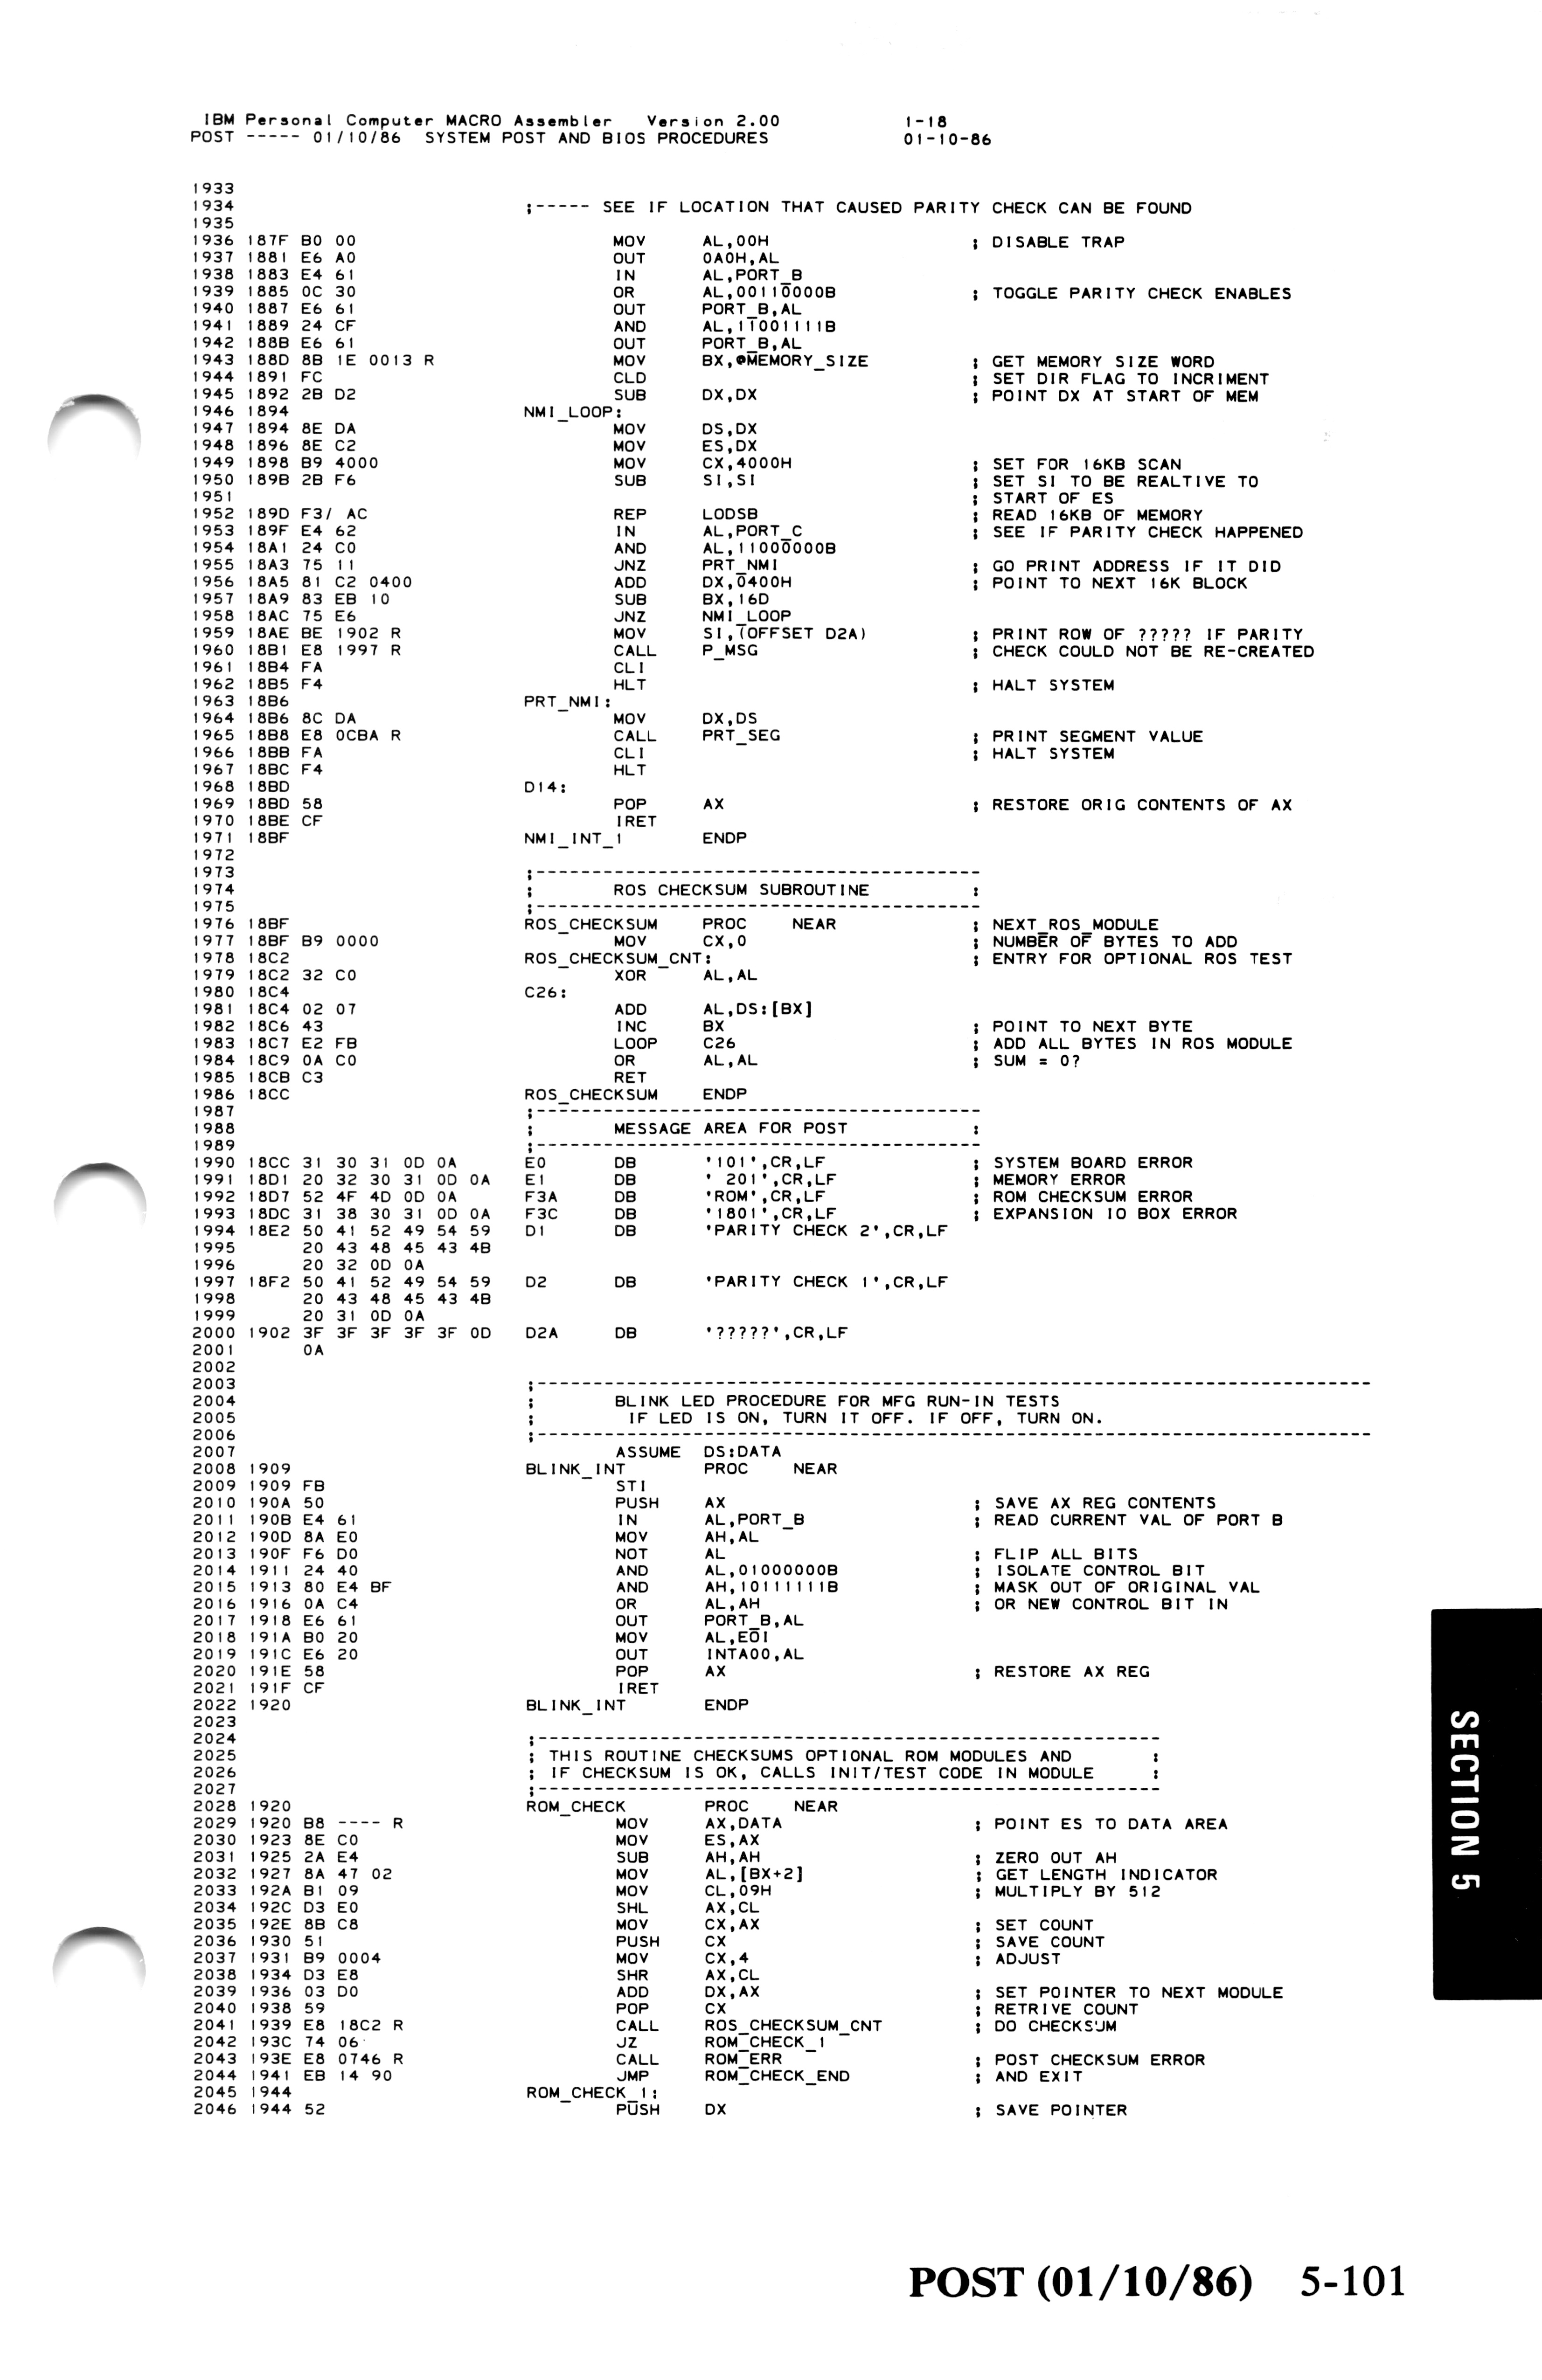 IBM Personal Computer MACRO Assembler   Version 2.00          1-18
POST ----- 01/10/86  SYSTEM POST AND BIOS PROCEDURES          01-10-86
1933
1934                    ;----- SEE IF LOCATION THAT CAUSED PARITY CHECK CAN BE FOUND
1935
1936 187F B0 00         MOV AL,00H ; DISABLE TRAP
1937 1881 E6 A0         OUT 0A0H,AL
1938 1883 E4 61         IN AL,PORT_B
1939 1885 0C 30         OR AL,00110000B ; TOGGLE PARITY CHECK ENABLES
1940 1887 E6 61         OUT PORT_B,AL
1941 1889 24 CF         AND AL,11001111B
1942 188B E6 61         OUT PORT_B,AL
1943 188D 8B 1E 0013 R  MOV BX,@MEMORY_SIZE ; GET MEMORY SIZE WORD
1944 1891 FC            CLD ; SET DIR FLAG TO INCRIMENT
1945 1892 2B D2         SUB DX,DX ; POINT DX AT START OF MEM
1946 1894               NMI_LOOP:
1947 1894 8E DA         MOV DS,DX
1948 1896 8E C2         MOV ES,DX
1949 1898 B9 4000       MOV CX,4000H ; SET FOR 16KB SCAN
1950 189B 2B F6         SUB SI,SI ; SET SI TO BE REALTIVE TO
1951                    ; START OF ES
1952 189D F3/ AC        REP LODSB ; READ 16KB OF MEMORY
1953 189F E4 62         IN AL,PORT_C ; SEE IF PARITY CHECK HAPPENED
1954 18A1 24 C0         AND AL,11000000B
1955 18A3 75 11         JNZ PRT_NMI ; GO PRINT ADDRESS IF IT DID
1956 18A5 81 C2 0400    ADD DX,0400H ; POINT TO NEXT 16K BLOCK
1957 18A9 83 EB 10      SUB BX,16D
1958 18AC 75 E6         JNZ NMI_LOOP
1959 18AE BE 1902 R     MOV SI,(OFFSET D2A) ; PRINT ROW OF ????? IF PARITY
1960 18B1 E8 1997 R     CALL P_MSG ; CHECK COULD NOT BE RE-CREATED
1961 18B4 FA            CLI
1962 18B5 F4            HLT ; HALT SYSTEM
1963 18B6               PRT_NMI:
1964 18B6 8C DA         MOV DX,DS
1965 18B8 E8 0CBA R     CALL PRT_SEG ; PRINT SEGMENT VALUE
1966 18BB FA            CLI ; HALT SYSTEM
1967 18BC F4            HLT
1968 18BD               D14:
1969 18BD 58            POP AX ; RESTORE ORIG CONTENTS OF AX
1970 18BE CF            IRET
1971 18BF               NMI_INT_1 ENDP
1972
1973                    ;---------------------------------------
1974                    ; ROS CHECKSUM SUBROUTINE :
1975                    ;---------------------------------------
1976 18BF               ROS_CHECKSUM PROC NEAR ; NEXT_ROS_MODULE
1977 18BF B9 0000       MOV CX,0 ; NUMBER OF BYTES TO ADD
1978 18C2               ROS_CHECKSUM_CNT: ; ENTRY FOR OPTIONAL ROS TEST
1979 18C2 32 C0         XOR AL,AL
1980 18C4               C26:
1981 18C4 02 07         ADD AL,DS:[BX]
1982 18C6 43            INC BX ; POINT TO NEXT BYTE
1983 18C7 E2 FB         LOOP C26 ; ADD ALL BYTES IN ROS MODULE
1984 18C9 0A C0         OR AL,AL ; SUM = 0?
1985 18CB C3            RET
1986 18CC               ROS_CHECKSUM ENDP
1987                    ;---------------------------------------
1988                    ; MESSAGE AREA FOR POST :
1989                    ;---------------------------------------
1990 18CC 31 30 31 0D 0A     E0 DB '101',CR,LF ; SYSTEM BOARD ERROR
1991 18D1 20 32 30 31 0D 0A  E1 DB ' 201',CR,LF ; MEMORY ERROR
1992 18D7 52 4F 4D 0D 0A     F3A DB 'ROM',CR,LF ; ROM CHECKSUM ERROR
1993 18DC 31 38 30 31 0D 0A  F3C DB '1801',CR,LF ; EXPANSION IO BOX ERROR
1994 18E2 50 41 52 49 54 59  D1 DB 'PARITY CHECK 2',CR,LF
1995      20 43 48 45 43 4B
1996      20 32 0D 0A
1997 18F2 50 41 52 49 54 59  D2 DB 'PARITY CHECK 1',CR,LF
1998      20 43 48 45 43 4B
1999      20 31 0D 0A
2000 1902 3F 3F 3F 3F 3F 0D  D2A DB '?????',CR,LF
2001      0A
2002
2003                    ;--------------------------------------------------------------------------
2004                    ; BLINK LED PROCEDURE FOR MFG RUN-IN TESTS
2005                    ; IF LED IS ON, TURN IT OFF. IF OFF, TURN ON.
2006                    ;--------------------------------------------------------------------------
2007                    ASSUME DS:DATA
2008 1909               BLINK_INT PROC NEAR
2009 1909 FB            STI
2010 190A 50            PUSH AX ; SAVE AX REG CONTENTS
2011 190B E4 61         IN AL,PORT_B ; READ CURRENT VAL OF PORT B
2012 190D 8A E0         MOV AH,AL
2013 190F F6 D0         NOT AL ; FLIP ALL BITS
2014 1911 24 40         AND AL,01000000B ; ISOLATE CONTROL BIT
2015 1913 80 E4 BF      AND AH,10111111B ; MASK OUT OF ORIGINAL VAL
2016 1916 0A C4         OR AL,AH ; OR NEW CONTROL BIT IN
2017 1918 E6 61         OUT PORT_B,AL
2018 191A B0 20         MOV AL,EOI
2019 191C E6 20         OUT INTA00,AL
2020 191E 58            POP AX ; RESTORE AX REG
2021 191F CF            IRET
2022 1920               BLINK_INT ENDP
2023
2024                    ;-------------------------------------------------------
2025                    ; THIS ROUTINE CHECKSUMS OPTIONAL ROM MODULES AND :
2026                    ; IF CHECKSUM IS OK, CALLS INIT/TEST CODE IN MODULE :
2027                    ;-------------------------------------------------------
2028 1920               ROM_CHECK PROC NEAR
2029 1920 B8 ---- R     MOV AX,DATA ; POINT ES TO DATA AREA
2030 1923 8E C0         MOV ES,AX
2031 1925 2A E4         SUB AH,AH ; ZERO OUT AH
2032 1927 8A 47 02      MOV AL,[BX+2] ; GET LENGTH INDICATOR
2033 192A B1 09         MOV CL,09H ; MULTIPLY BY 512
2034 192C D3 E0         SHL AX,CL
2035 192E 8B C8         MOV CX,AX ; SET COUNT
2036 1930 51            PUSH CX ; SAVE COUNT
2037 1931 B9 0004       MOV CX,4 ; ADJUST
2038 1934 D3 E8         SHR AX,CL
2039 1936 03 D0         ADD DX,AX ; SET POINTER TO NEXT MODULE
2040 1938 59            POP CX ; RETRIVE COUNT
2041 1939 E8 18C2 R     CALL ROS_CHECKSUM_CNT ; DO CHECKSUM
2042 193C 74 06         JZ ROM_CHECK_1
2043 193E E8 0746 R     CALL ROM_ERR ; POST CHECKSUM ERROR
2044 1941 EB 14 90      JMP ROM_CHECK_END ; AND EXIT
2045 1944               ROM_CHECK_1:
2046 1944 52            PUSH DX ; SAVE POINTER
SECTION 5
POST (01/10/86)   5-101